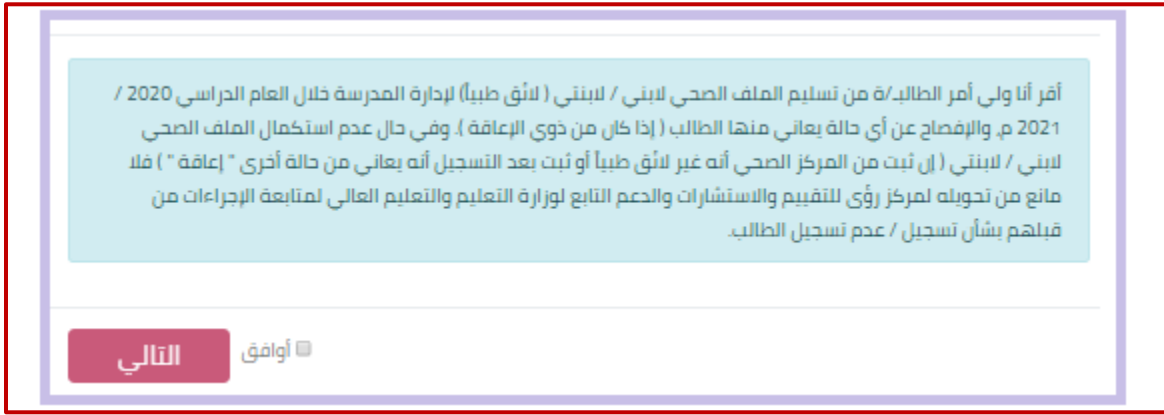 أقر أنا ولي أمر الطالبـ/ة من تسليم الملف الصحي لابني / لابنتي ( لائق طبياً) لإدارة المدرسة خلال العام الدراسي 2020 /
2021 م، والإفصاح عن أي حالة يعاني منها الطالب ( إذا كان من ذوي الإعاقة ). وفي حال عدم استكمال الملف الصحي
لابني / لابنتي ( إن ثبت من المركز الصحي أنه غير لائق طبياً أو ثبت بعد التسجيل أنه يعاني من حالة أخرى " إعاقة " ) فلا
مانع من تحويله لمركز رؤى للتقييم والاستشارات والدعم التابع لوزارة التعليم والتعليم العالي لمتابعة الإجراءات من
قبلهم بشأن تسجيل / عدم تسجيل الطالب.
أوافق
التالي